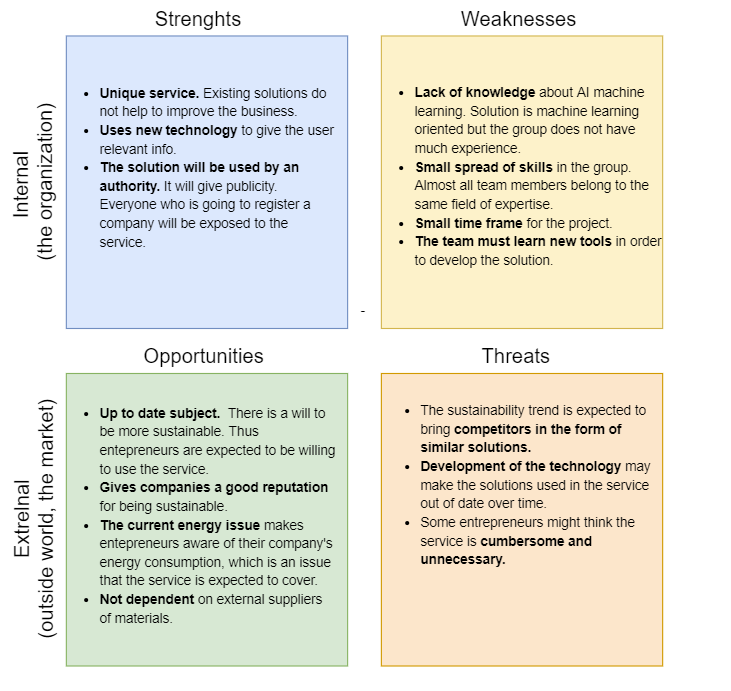 Strenghts
Weaknesses
Internal
(the organization)
• Unique service. Existing solutions do
not help to improve the business.
• Uses new technology to give the user
relevant info.
• The solution will be used by an
authority. It will give publicity.
Everyone who is going to register a
company will be exposed to the
service.
• Lack of knowledge about AI machine
learning. Solution is machine learning
oriented but the group does not have
much experience.
• Small spread of skills in the group.
Almost all team members belong to the
same field of expertise.
• Small time frame for the project.
• The team must learn new tools in order
to develop the solution.
-
Opportunities
Threats
Extrelnal
(outside world, the market)
• Up to date subject.  There is a will to
be more sustainable. Thus
entepreneurs are expected to be willing
to use the service.
• Gives companies a good reputation
for being sustainable.
• The current energy issue makes
entepreneurs aware of their company's
energy consumption, which is an issue
that the service is expected to cover.
• Not dependent on external suppliers
of materials.
• The sustainability trend is expected to
bring competitors in the form of
similar solutions.
• Development of the technology may
make the solutions used in the service
out of date over time.
• Some entrepreneurs might think the
service is cumbersome and
unnecessary.